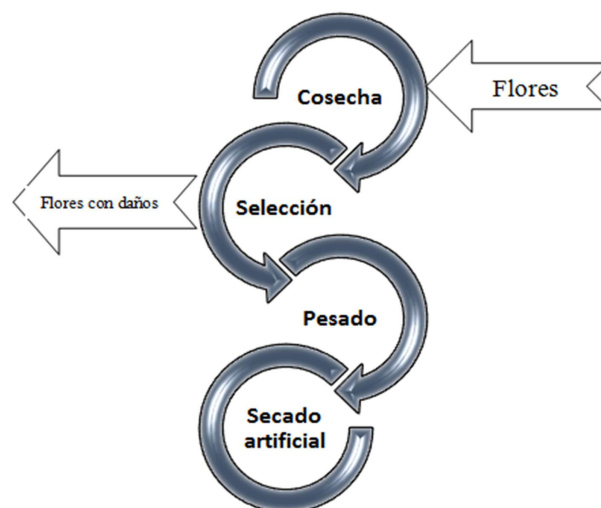 Flores
Cosecha
Flores con daños
Selección
Pesado
Secado
artificial